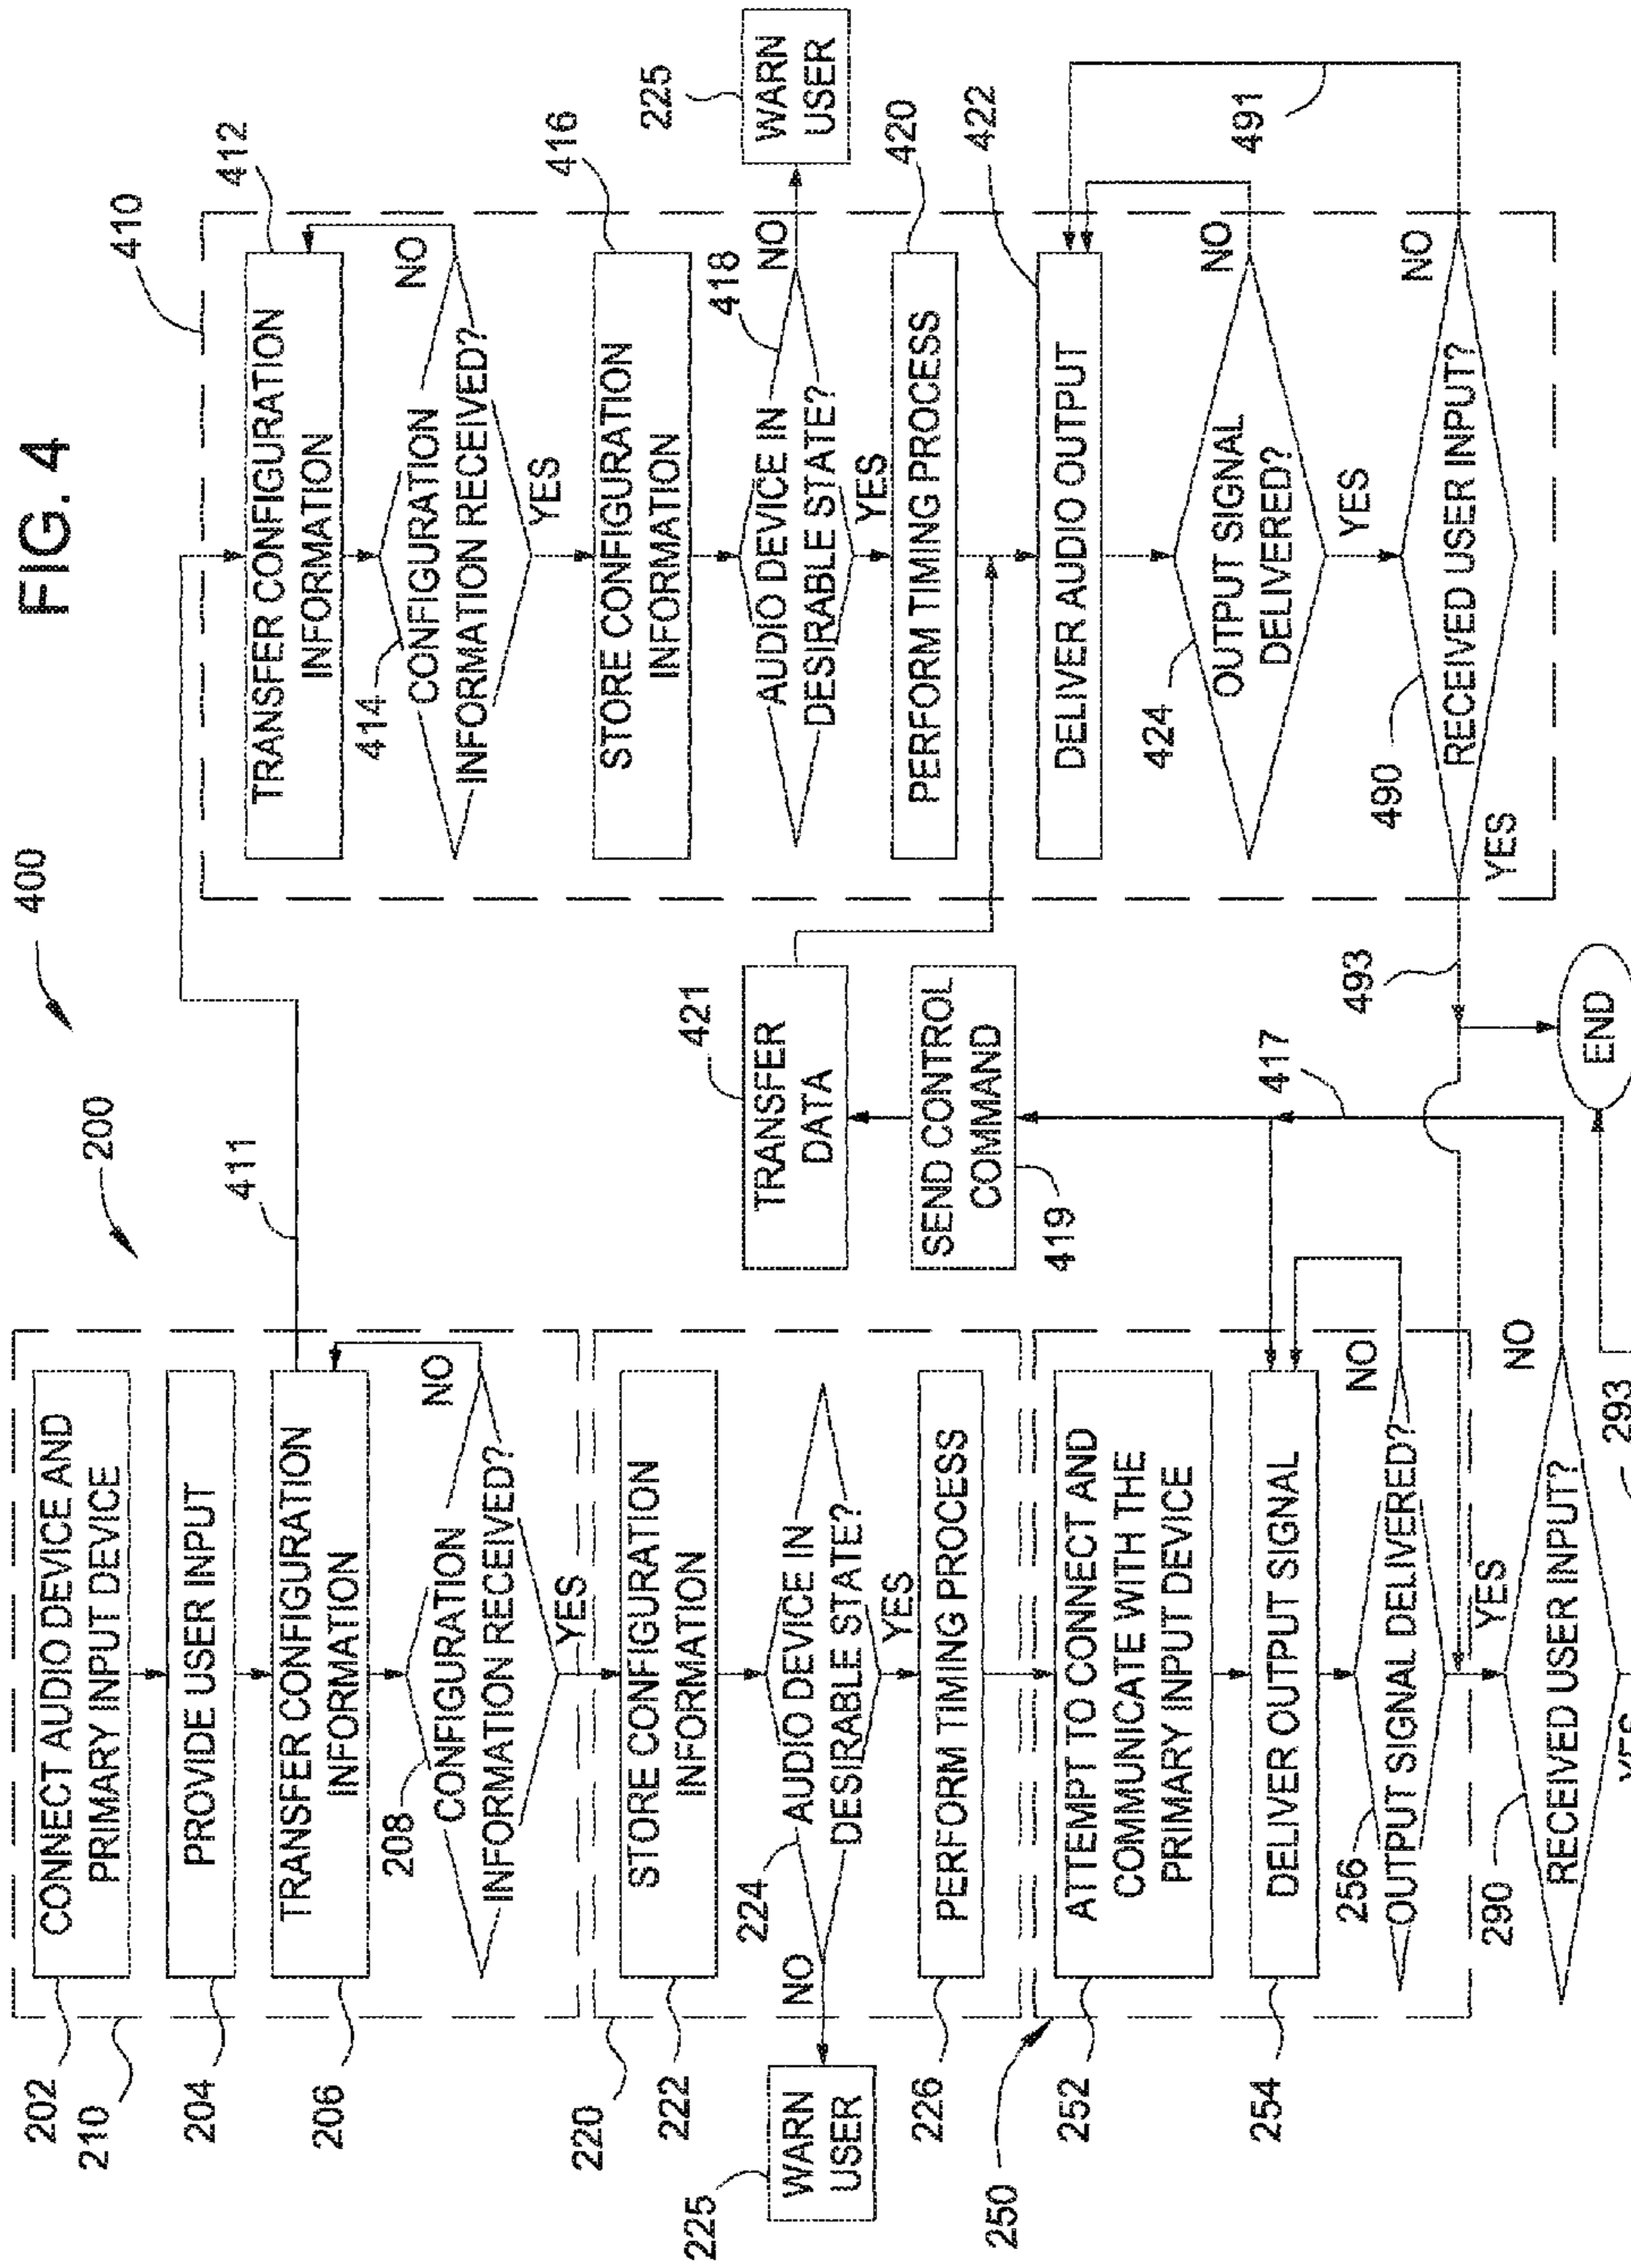 FIG. 4
400
200
202
CONNECT AUDIO DEVICE AND
PRIMARY INPUT DEVICE
210
204
PROVIDE USER INPUT
206
TRANSFER CONFIGURATION
INFORMATION
411
208
CONFIGURATION
INFORMATION RECEIVED?
NO
YES
220
222
STORE CONFIGURATION
INFORMATION
224
AUDIO DEVICE IN
DESIRABLE STATE?
NO
YES
225
WARN
USER
226
PERFORM TIMING PROCESS
250
252
ATTEMPT TO CONNECT AND
COMMUNICATE WITH THE
PRIMARY INPUT DEVICE
254
DELIVER OUTPUT SIGNAL
256
OUTPUT SIGNAL DELIVERED?
NO
YES
290
RECEIVED USER INPUT?
NO
YES
293
417
419
SEND CONTROL
COMMAND
421
TRANSFER
DATA
410
412
TRANSFER CONFIGURATION
INFORMATION
414
CONFIGURATION
INFORMATION RECEIVED?
NO
YES
416
STORE CONFIGURATION
INFORMATION
418
AUDIO DEVICE IN
DESIRABLE STATE?
NO
YES
225
WARN
USER
420
PERFORM TIMING PROCESS
422
DELIVER AUDIO OUTPUT
424
OUTPUT SIGNAL
DELIVERED?
NO
YES
490
RECEIVED USER INPUT?
NO
YES
491
493
END